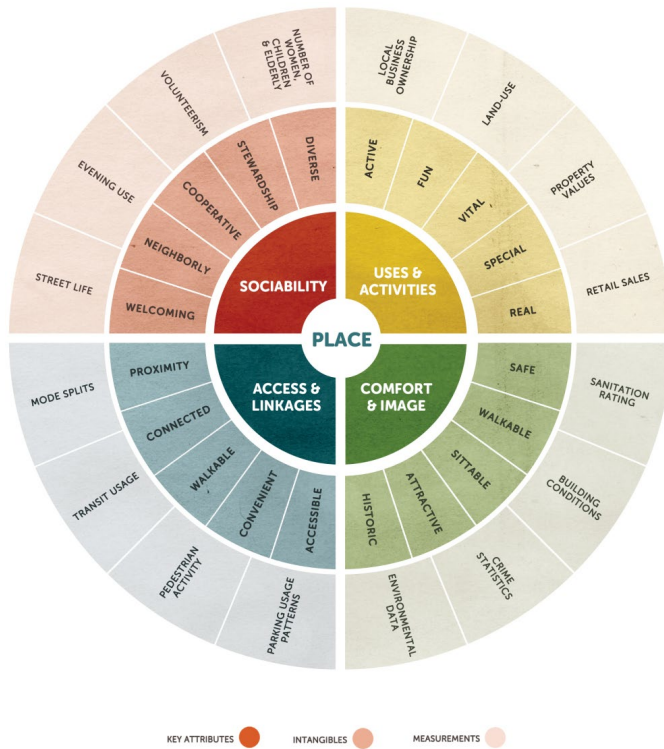 NUMBER OF
WOMEN,
CHILDREN
& ELDERLY
VOLUNTEERISM
EVENING USE
STREET LIFE
LOCAL
BUSINESS
OWNERSHIP
LAND-USE
PROPERTY
VALUES
RETAIL SALES
DIVERSE
STEWARDSHIP
COOPERATIVE
NEIGHBORLY
WELCOMING
ACTIVE
FUN
VITAL
SPECIAL
REAL
SOCIABILITY
USES &
ACTIVITIES
PLACE
ACCESS &
LINKAGES
COMFORT
& IMAGE
PROXIMITY
CONNECTED
WALKABLE
CONVENIENT
ACCESSIBLE
SAFE
WALKABLE
SITTABLE
ATTRACTIVE
HISTORIC
MODE SPLITS
TRANSIT USAGE
PEDESTRIAN
ACTIVITY
PARKING USAGE
PATTERNS
SANITATION
RATING
BUILDING
CONDITIONS
CRIME
STATISTICS
ENVIRONMENTAL
DATA
KEY ATTRIBUTES
INTANGIBLES
MEASUREMENTS